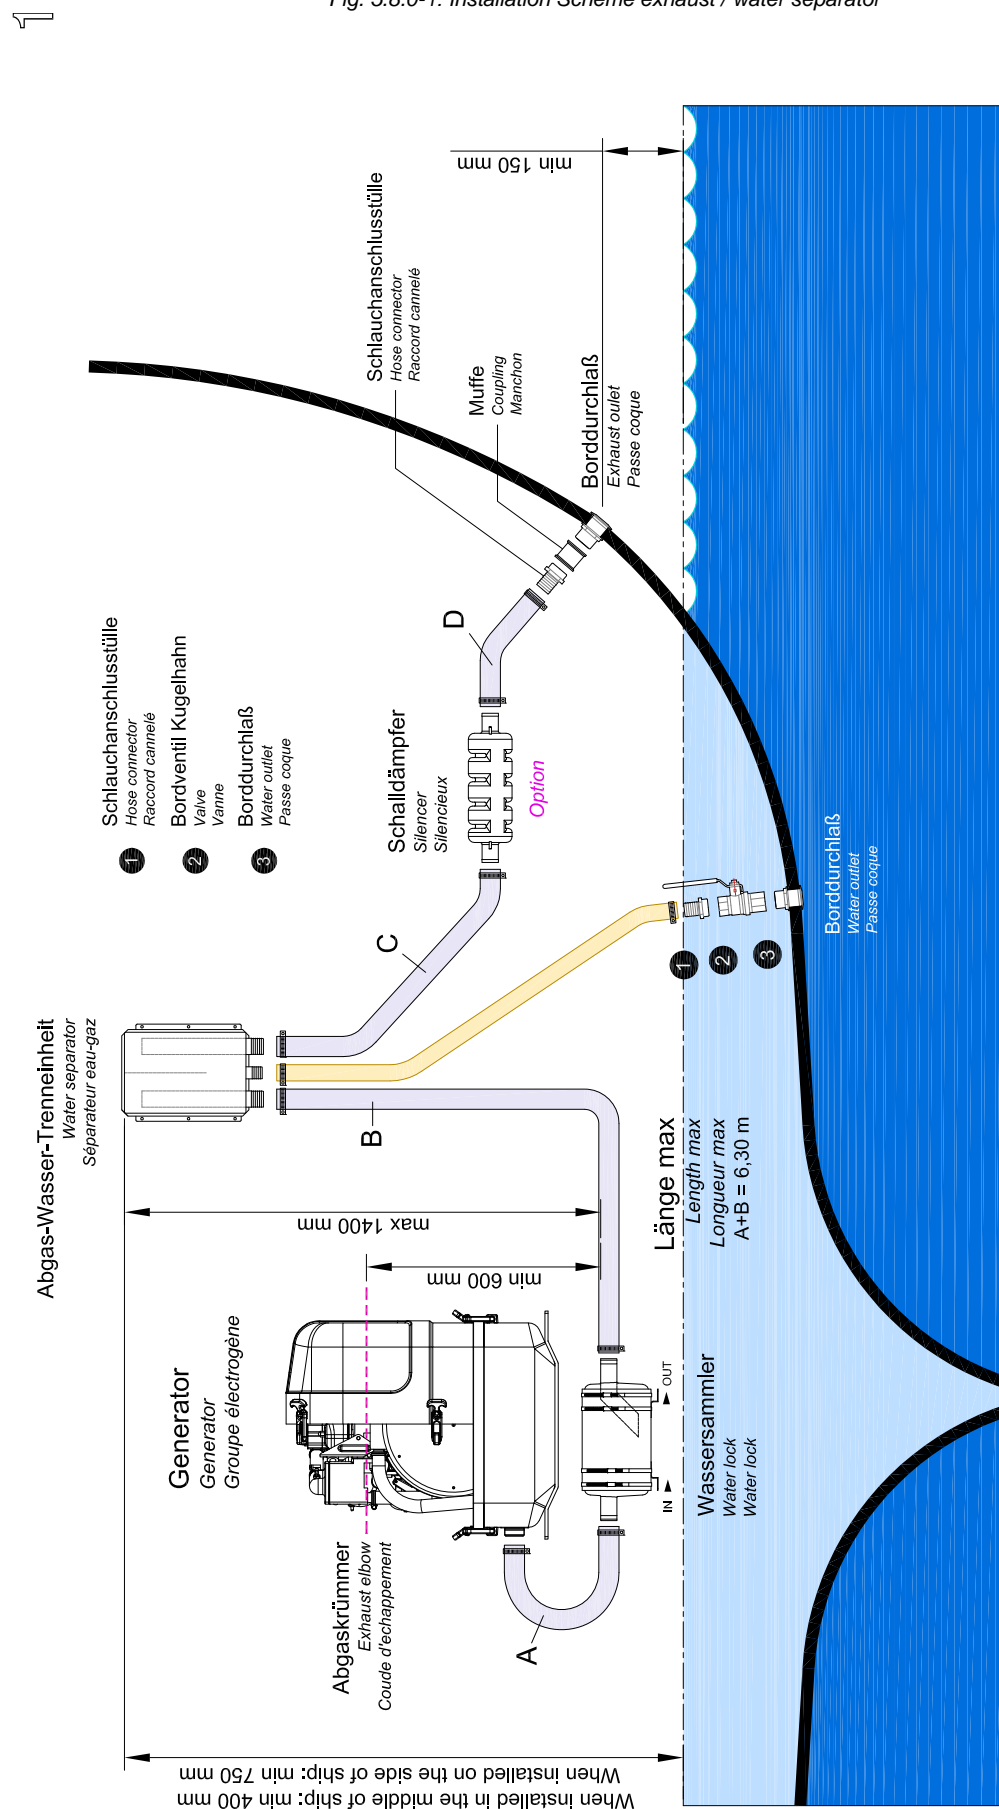 Fig. 5.8.0-1: Installation Scheme exhaust / water separator
1
Abgas-Wasser-Trenneinheit
Water separator
Séparateur eau-gaz
1
Schlauchanschlusstülle
Hose connector
Raccord cannelé
2
Bordventil Kugelhahn
Valve
Vanne
3
Borddurchlaß
Water outlet
Passe coque
Schlauchanschlusstülle
Hose connector
Raccord cannelé
Muffe
Coupling
Manchon
Borddurchlaß
Exhaust oulet
Passe coque
min 150 mm
Schalldämpfer
Silencer
Silencieux
Option
D
C
B
A
Generator
Generator
Groupe électrogène
Abgaskrümmer
Exhaust elbow
Coude d'echappement
max 1400 mm
min 600 mm
Länge max
Length max
Longueur max
A+B = 6,30 m
1
2
3
Borddurchlaß
Water outlet
Passe coque
IN
OUT
Wassersammler
Water lock
Water lock
When installed in the middle of ship: min 400 mm
When installed on the side of ship: min 750 mm